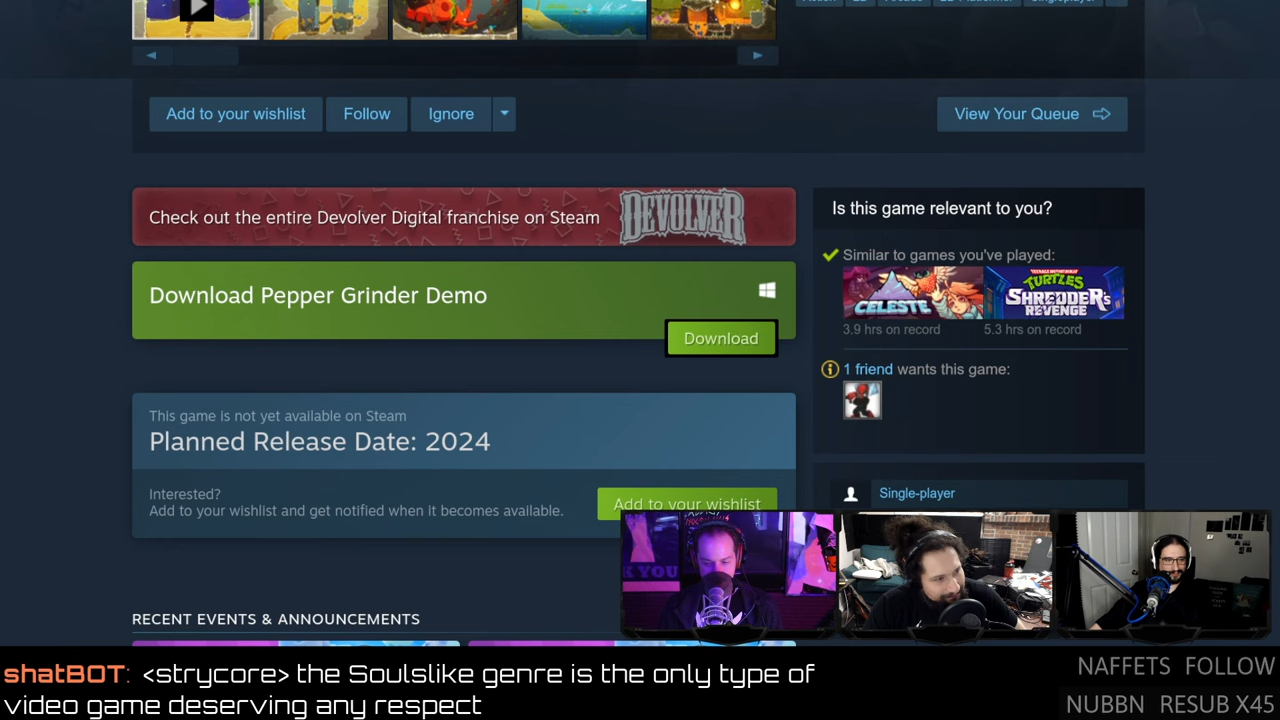 Add to your wishlist
Follow
Ignore
View Your Queue
Check out the entire Devolver Digital franchise on Steam
DEVOLVER
Is this game relevant to you?
Similar to games you've played:
CELESTE
TEENAGE MUTANT NINJA
TURTLES
SHREDDER'S
REVENGE
3.9 hrs on record
5.3 hrs on record
Download Pepper Grinder Demo
Download
1 friend wants this game:
This game is not yet available on Steam
Planned Release Date: 2024
Interested?
Add to your wishlist and get notified when it becomes available.
Add to your wishlist
Single-player
RECENT EVENTS & ANNOUNCEMENTS
shatBOT: <strycore> the Soulslike genre is the only type of
video game deserving any respect
NAFFETS FOLLOW
NUBBN RESUB X45